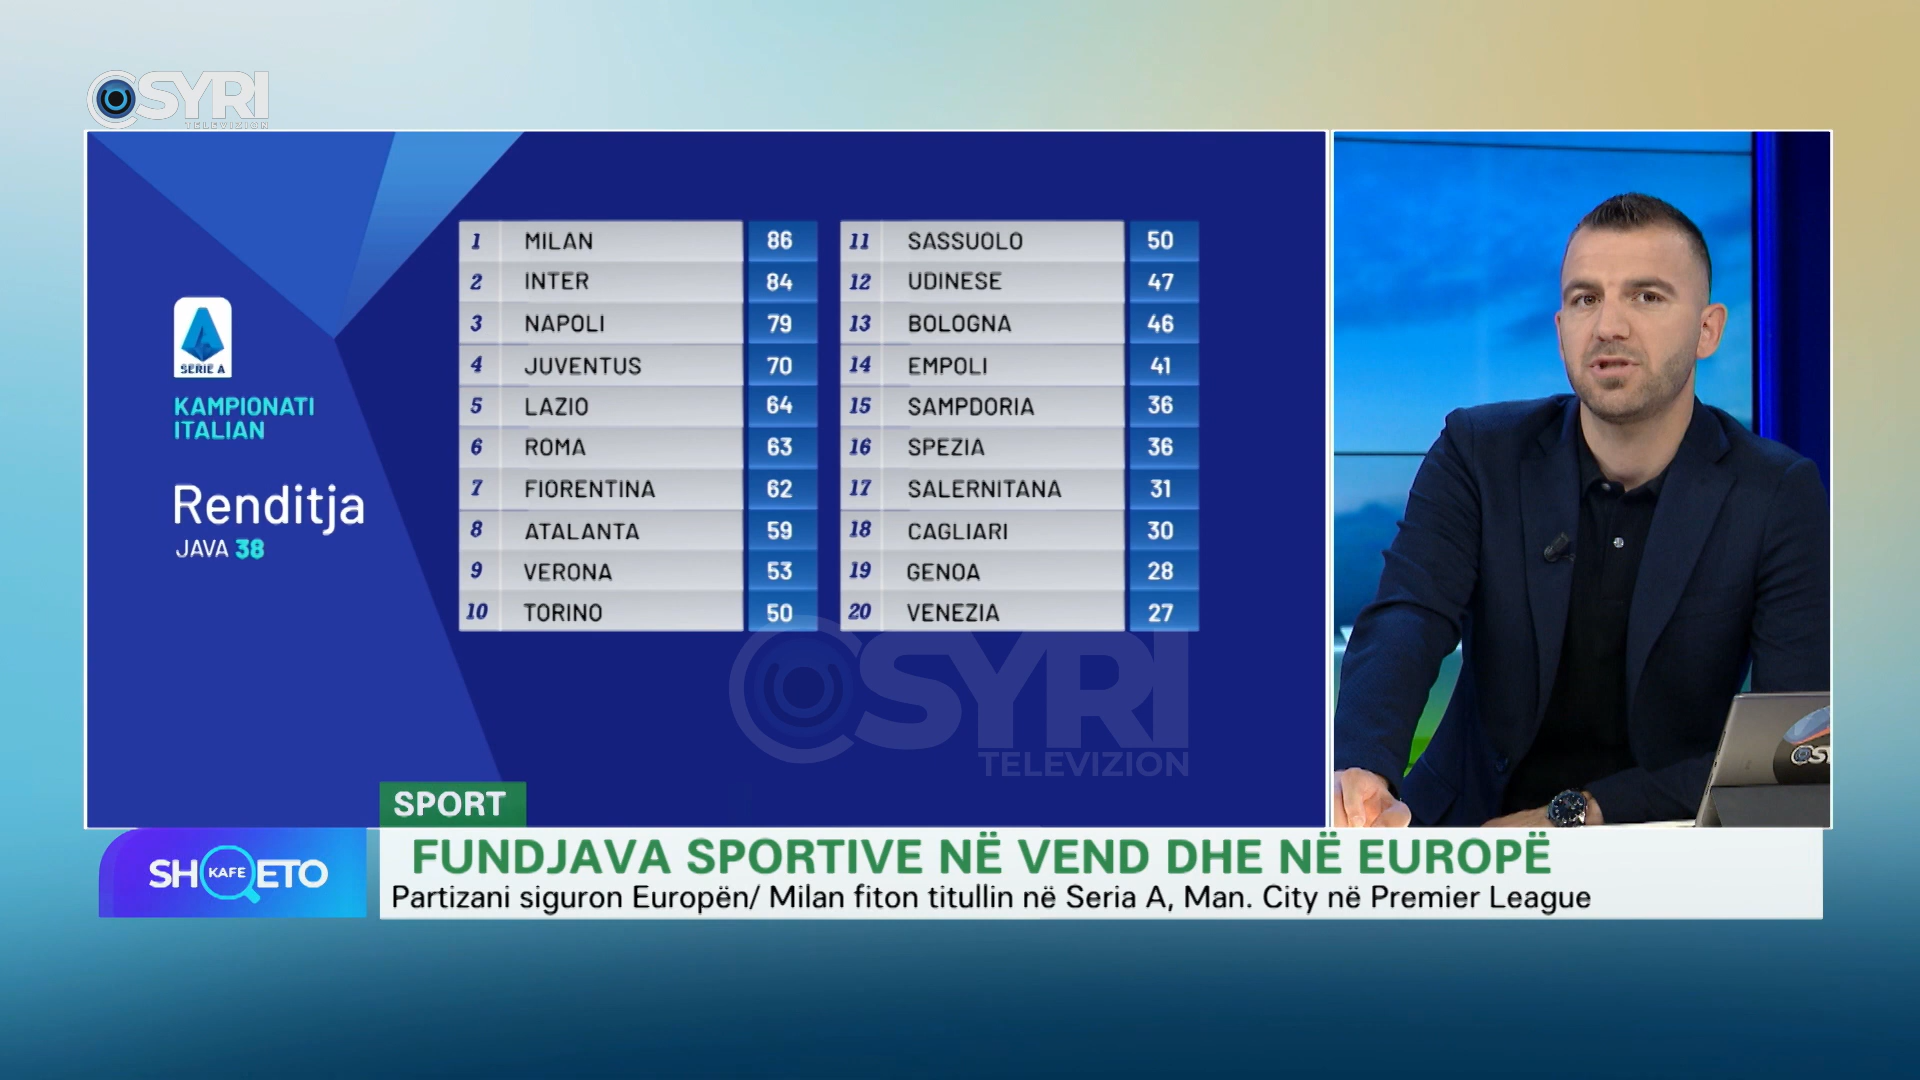 SYRI
TELEVIZION
SERIE A
KAMPIONATI
ITALIAN
Renditja
JAVA 38
1 MILAN 86
2 INTER 84
3 NAPOLI 79
4 JUVENTUS 70
5 LAZIO 64
6 ROMA 63
7 FIORENTINA 62
8 ATALANTA 59
9 VERONA 53
10 TORINO 50
11 SASSUOLO 50
12 UDINESE 47
13 BOLOGNA 46
14 EMPOLI 41
15 SAMPDORIA 36
16 SPEZIA 36
17 SALERNITANA 31
18 CAGLIARI 30
19 GENOA 28
20 VENEZIA 27
SYRI
TELEVIZION
SPORT
FUNDJAVA SPORTIVE NË VEND DHE NË EUROPË
Partizani siguron Europën/ Milan fiton titullin në Seria A, Man. City në Premier League
SHQETO
KAFE